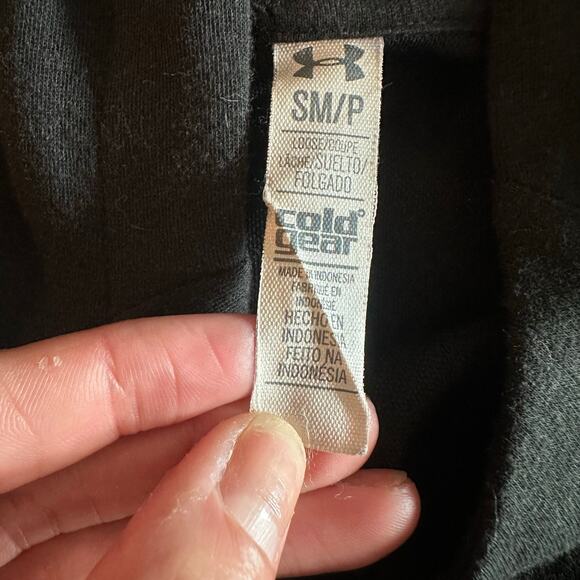 SM/P
LOOSE/COUPE
LÂCHE/SUELTO/
FOLGADO
cold
gear
MADE IN INDONESIA
FABRIQUÉ EN
INDONÉSIE
HECHO EN
INDONESIA
FEITO NA
INDONÉSIA